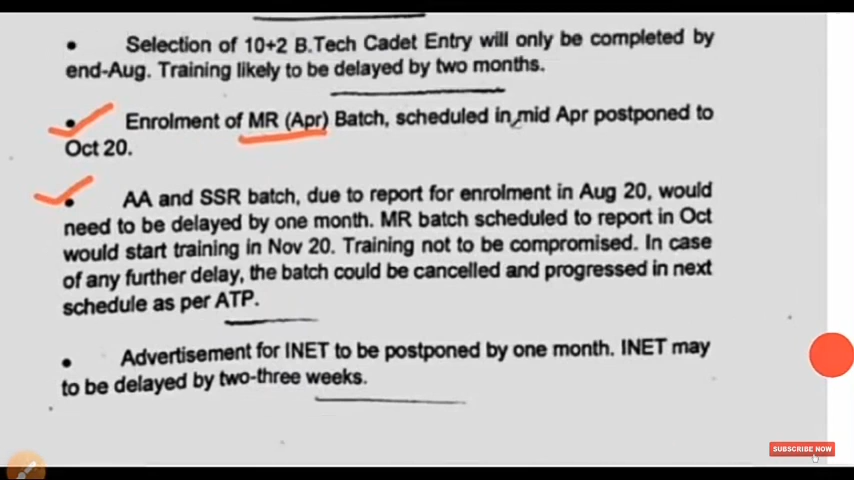 • Selection of 10+2 B.Tech Cadet Entry will only be completed by
end-Aug. Training likely to be delayed by two months.
• Enrolment of MR (Apr) Batch, scheduled in mid Apr postponed to
Oct 20.
• AA and SSR batch, due to report for enrolment in Aug 20, would
need to be delayed by one month. MR batch scheduled to report in Oct
would start training in Nov 20. Training not to be compromised. In case
of any further delay, the batch could be cancelled and progressed in next
schedule as per ATP.
• Advertisement for INET to be postponed by one month. INET may
to be delayed by two-three weeks.
SUBSCRIBE NOW